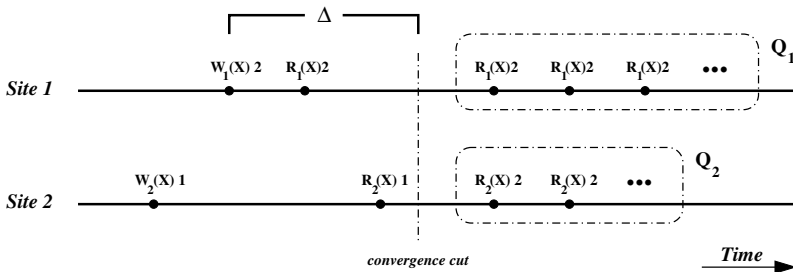 Δ
Q1
W1(X) 2 R1(X)2 R1(X)2 R1(X)2 R1(X)2 •••
Site 1
Q2
W2(X) 1 R2(X) 1 R2(X) 2 R2(X) 2 •••
Site 2
convergence cut
Time